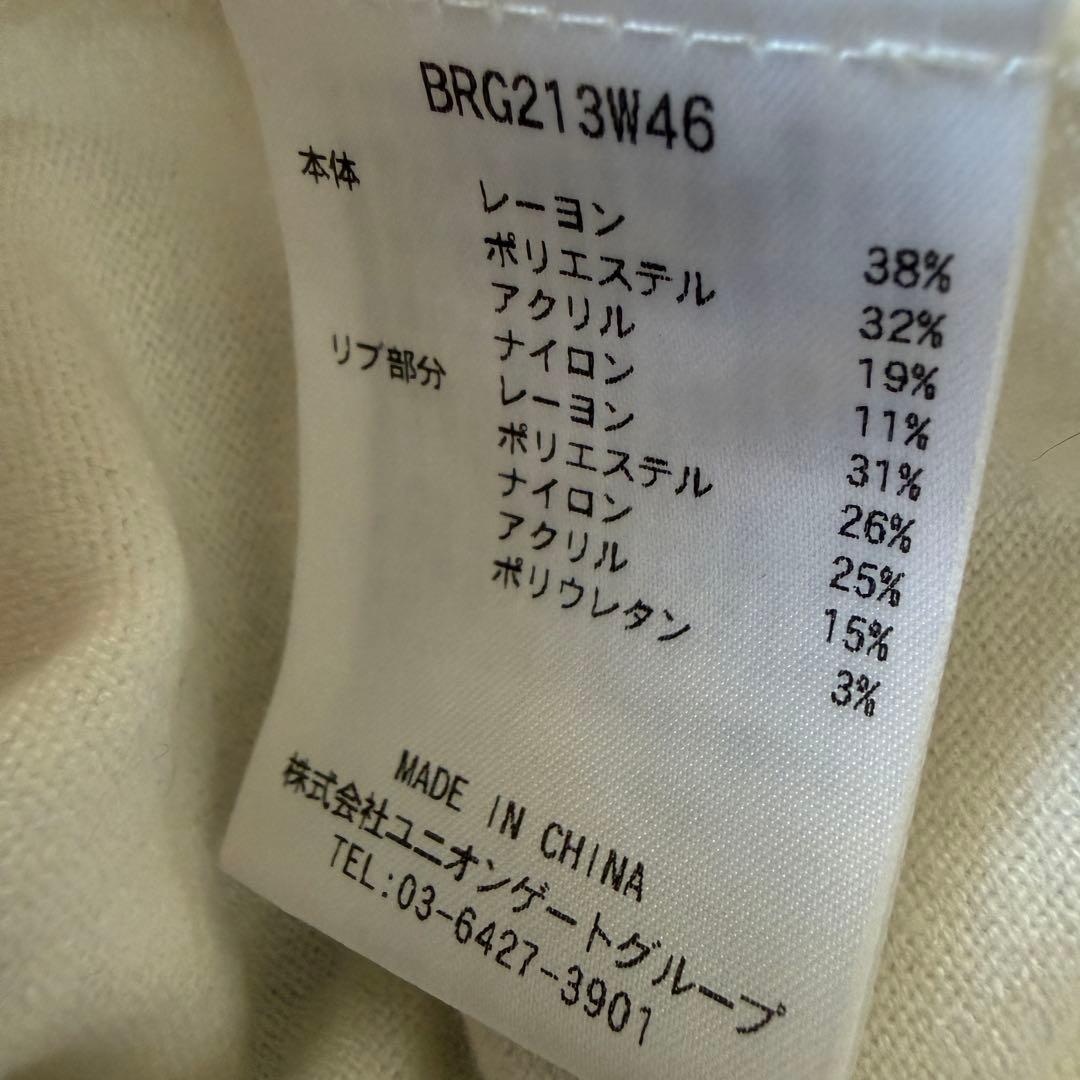 BRG213W46
本体 レーヨン 38%
ポリエステル 32%
アクリル 19%
ナイロン 11%
リブ部分 レーヨン 31%
ポリエステル 26%
ナイロン 25%
アクリル 15%
ポリウレタン 3%
MADE IN CHINA
株式会社ユニオンゲートグループ
TEL:03-6427-3901